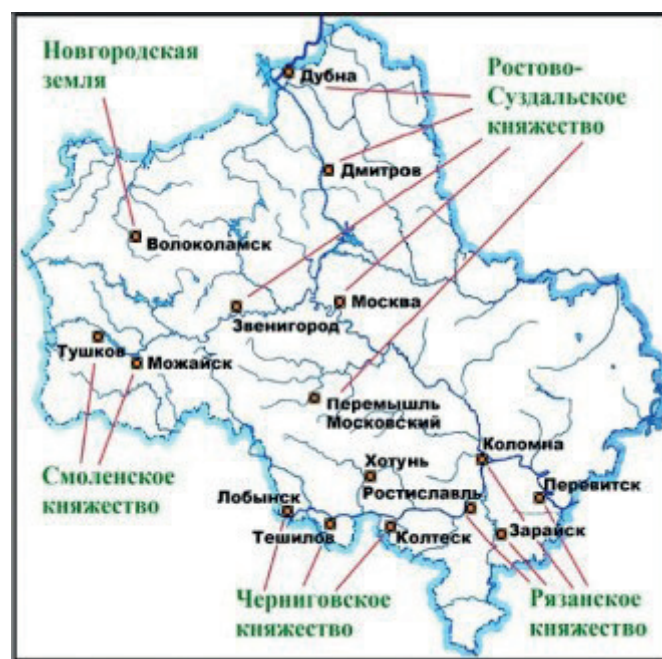 Новгородская
земля
Дубна
Ростово-
Суздальское
княжество
Дмитров
Волоколамск
Москва
Звенигород
Тушков
Можайск
Перемышль
Московский
Коломна
Смоленское
княжество
Хотунь
Лобынск
Ростиславль
Перевитск
Тешилов
Колтеск
Зарайск
Черниговское
княжество
Рязанское
княжество